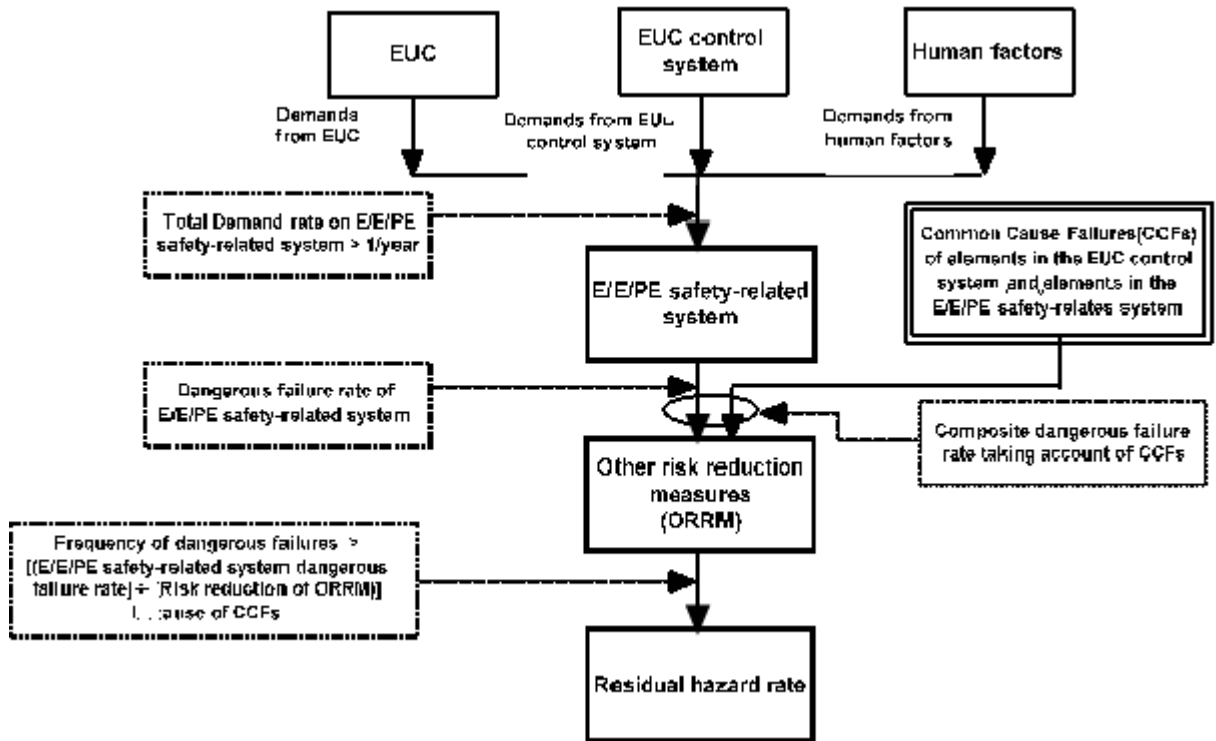 EUC
EUC control
system
Human factors
Demands
from EUC
Demands from EUC
control system
Demands from
human factors
Total Demand rate on E/E/PE
safety-related system > 1/year
Common Cause Failures(CCFs)
of elements in the EUC control
system and elements in the
E/E/PE safety-relates system
E/E/PE safety-related
system
Dangerous failure rate of
E/E/PE safety-related system
Composite dangerous failure
rate taking account of CCFs
Other risk reduction
measures
(ORRM)
Frequency of dangerous failures >
[(E/E/PE safety-related system dangerous
failure rate] ÷ [Risk reduction of ORRM)]
of CCFs
Residual hazard rate